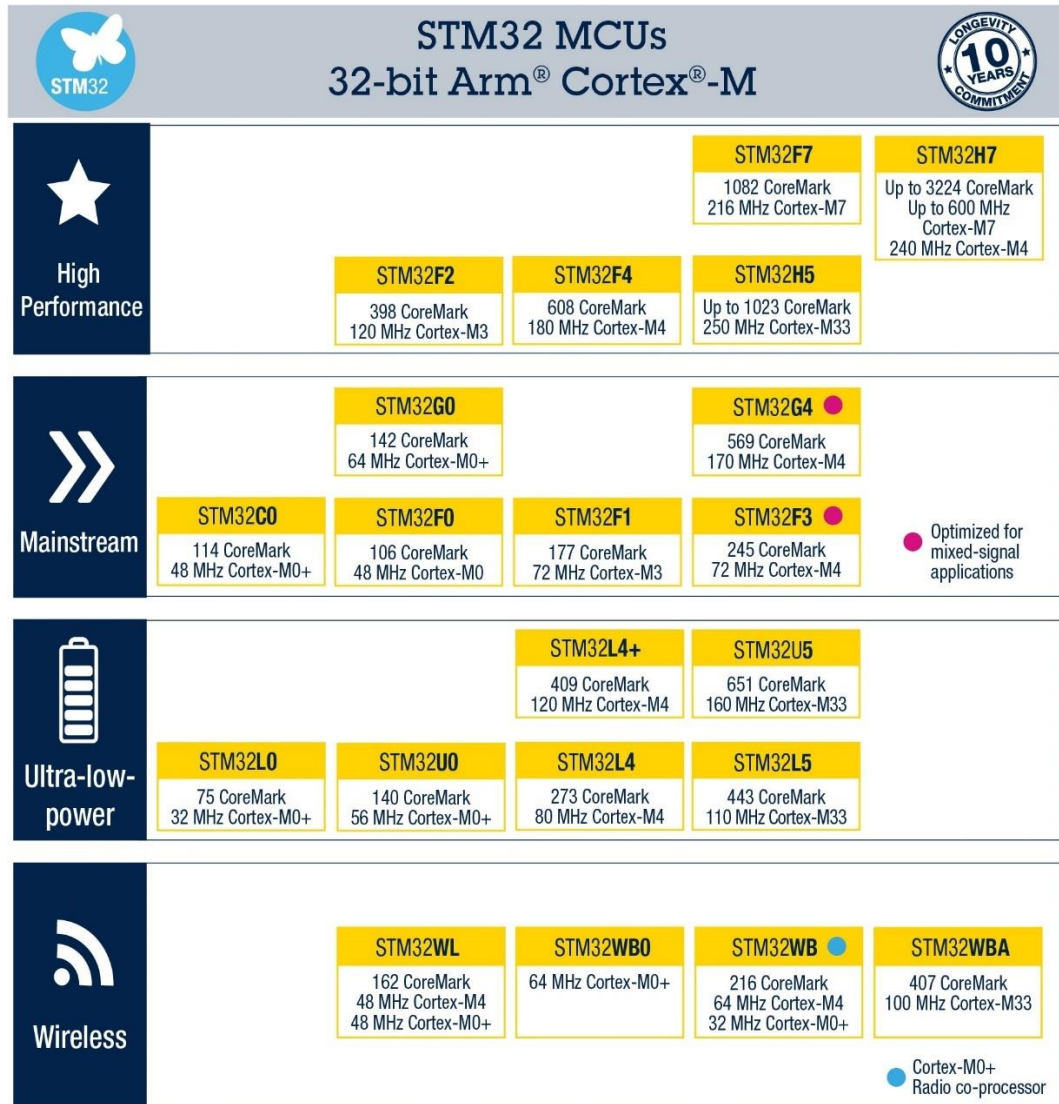 STM32
STM32 MCUs
32-bit Arm® Cortex®-M
LONGEVITY
10
YEARS
COMMITMENT
High
Performance
STM32F7
1082 CoreMark
216 MHz Cortex-M7
STM32H7
Up to 3224 CoreMark
Up to 600 MHz
Cortex-M7
240 MHz Cortex-M4
STM32F2
398 CoreMark
120 MHz Cortex-M3
STM32F4
608 CoreMark
180 MHz Cortex-M4
STM32H5
Up to 1023 CoreMark
250 MHz Cortex-M33
Mainstream
STM32G0
142 CoreMark
64 MHz Cortex-M0+
STM32G4
569 CoreMark
170 MHz Cortex-M4
STM32C0
114 CoreMark
48 MHz Cortex-M0+
STM32F0
106 CoreMark
48 MHz Cortex-M0
STM32F1
177 CoreMark
72 MHz Cortex-M3
STM32F3
245 CoreMark
72 MHz Cortex-M4
Optimized for
mixed-signal
applications
Ultra-low-
power
STM32L4+
409 CoreMark
120 MHz Cortex-M4
STM32U5
651 CoreMark
160 MHz Cortex-M33
STM32L0
75 CoreMark
32 MHz Cortex-M0+
STM32U0
140 CoreMark
56 MHz Cortex-M0+
STM32L4
273 CoreMark
80 MHz Cortex-M4
STM32L5
443 CoreMark
110 MHz Cortex-M33
Wireless
STM32WL
162 CoreMark
48 MHz Cortex-M4
48 MHz Cortex-M0+
STM32WB0
64 MHz Cortex-M0+
STM32WB
216 CoreMark
64 MHz Cortex-M4
32 MHz Cortex-M0+
STM32WBA
407 CoreMark
100 MHz Cortex-M33
Cortex-M0+
Radio co-processor